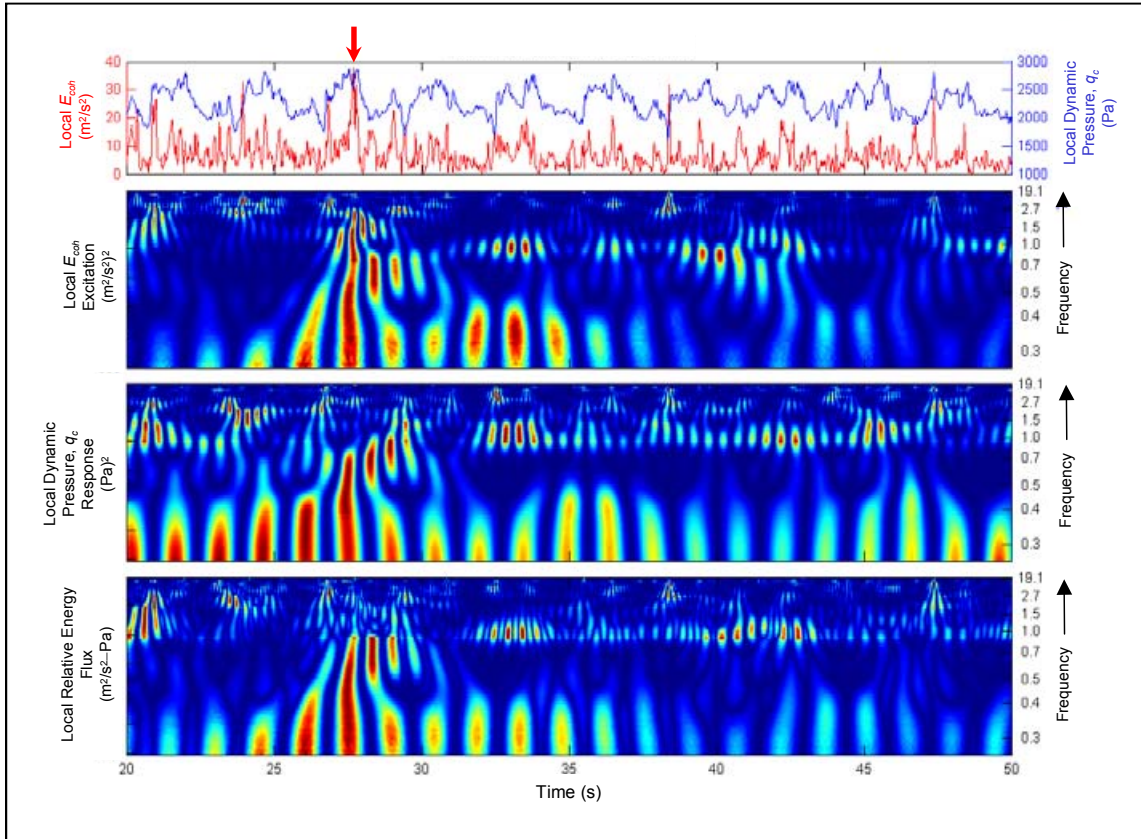 Local E_coh
(m²/s²)
40
30
20
10
0
3000
2500
2000
1500
1000
Local Dynamic
Pressure, q_c
(Pa)
Local E_coh
Excitation
(m²/s²)²
19.1
2.7
1.5
1.0
0.7
0.5
0.4
0.3
Frequency
Local Dynamic
Pressure, q_c
Response
(Pa)²
19.1
2.7
1.5
1.0
0.7
0.5
0.3
Frequency
Local Relative Energy
Flux
(m²/s²–Pa)
19.1
2.7
1.5
1.0
0.7
0.4
0.3
Frequency
20
25
30
35
40
45
50
Time (s)